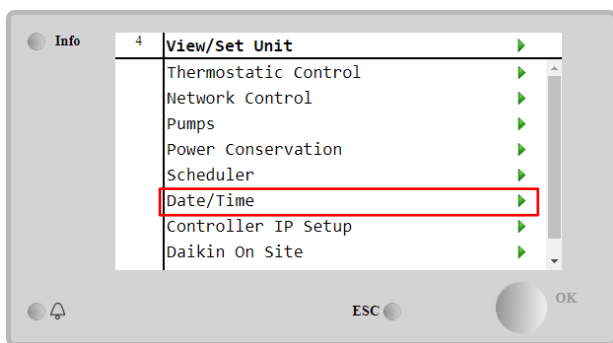 Info
4 View/Set Unit
Thermostatic Control
Network Control
Pumps
Power Conservation
Scheduler
Date/Time
Controller IP Setup
Daikin On Site
ESC
OK